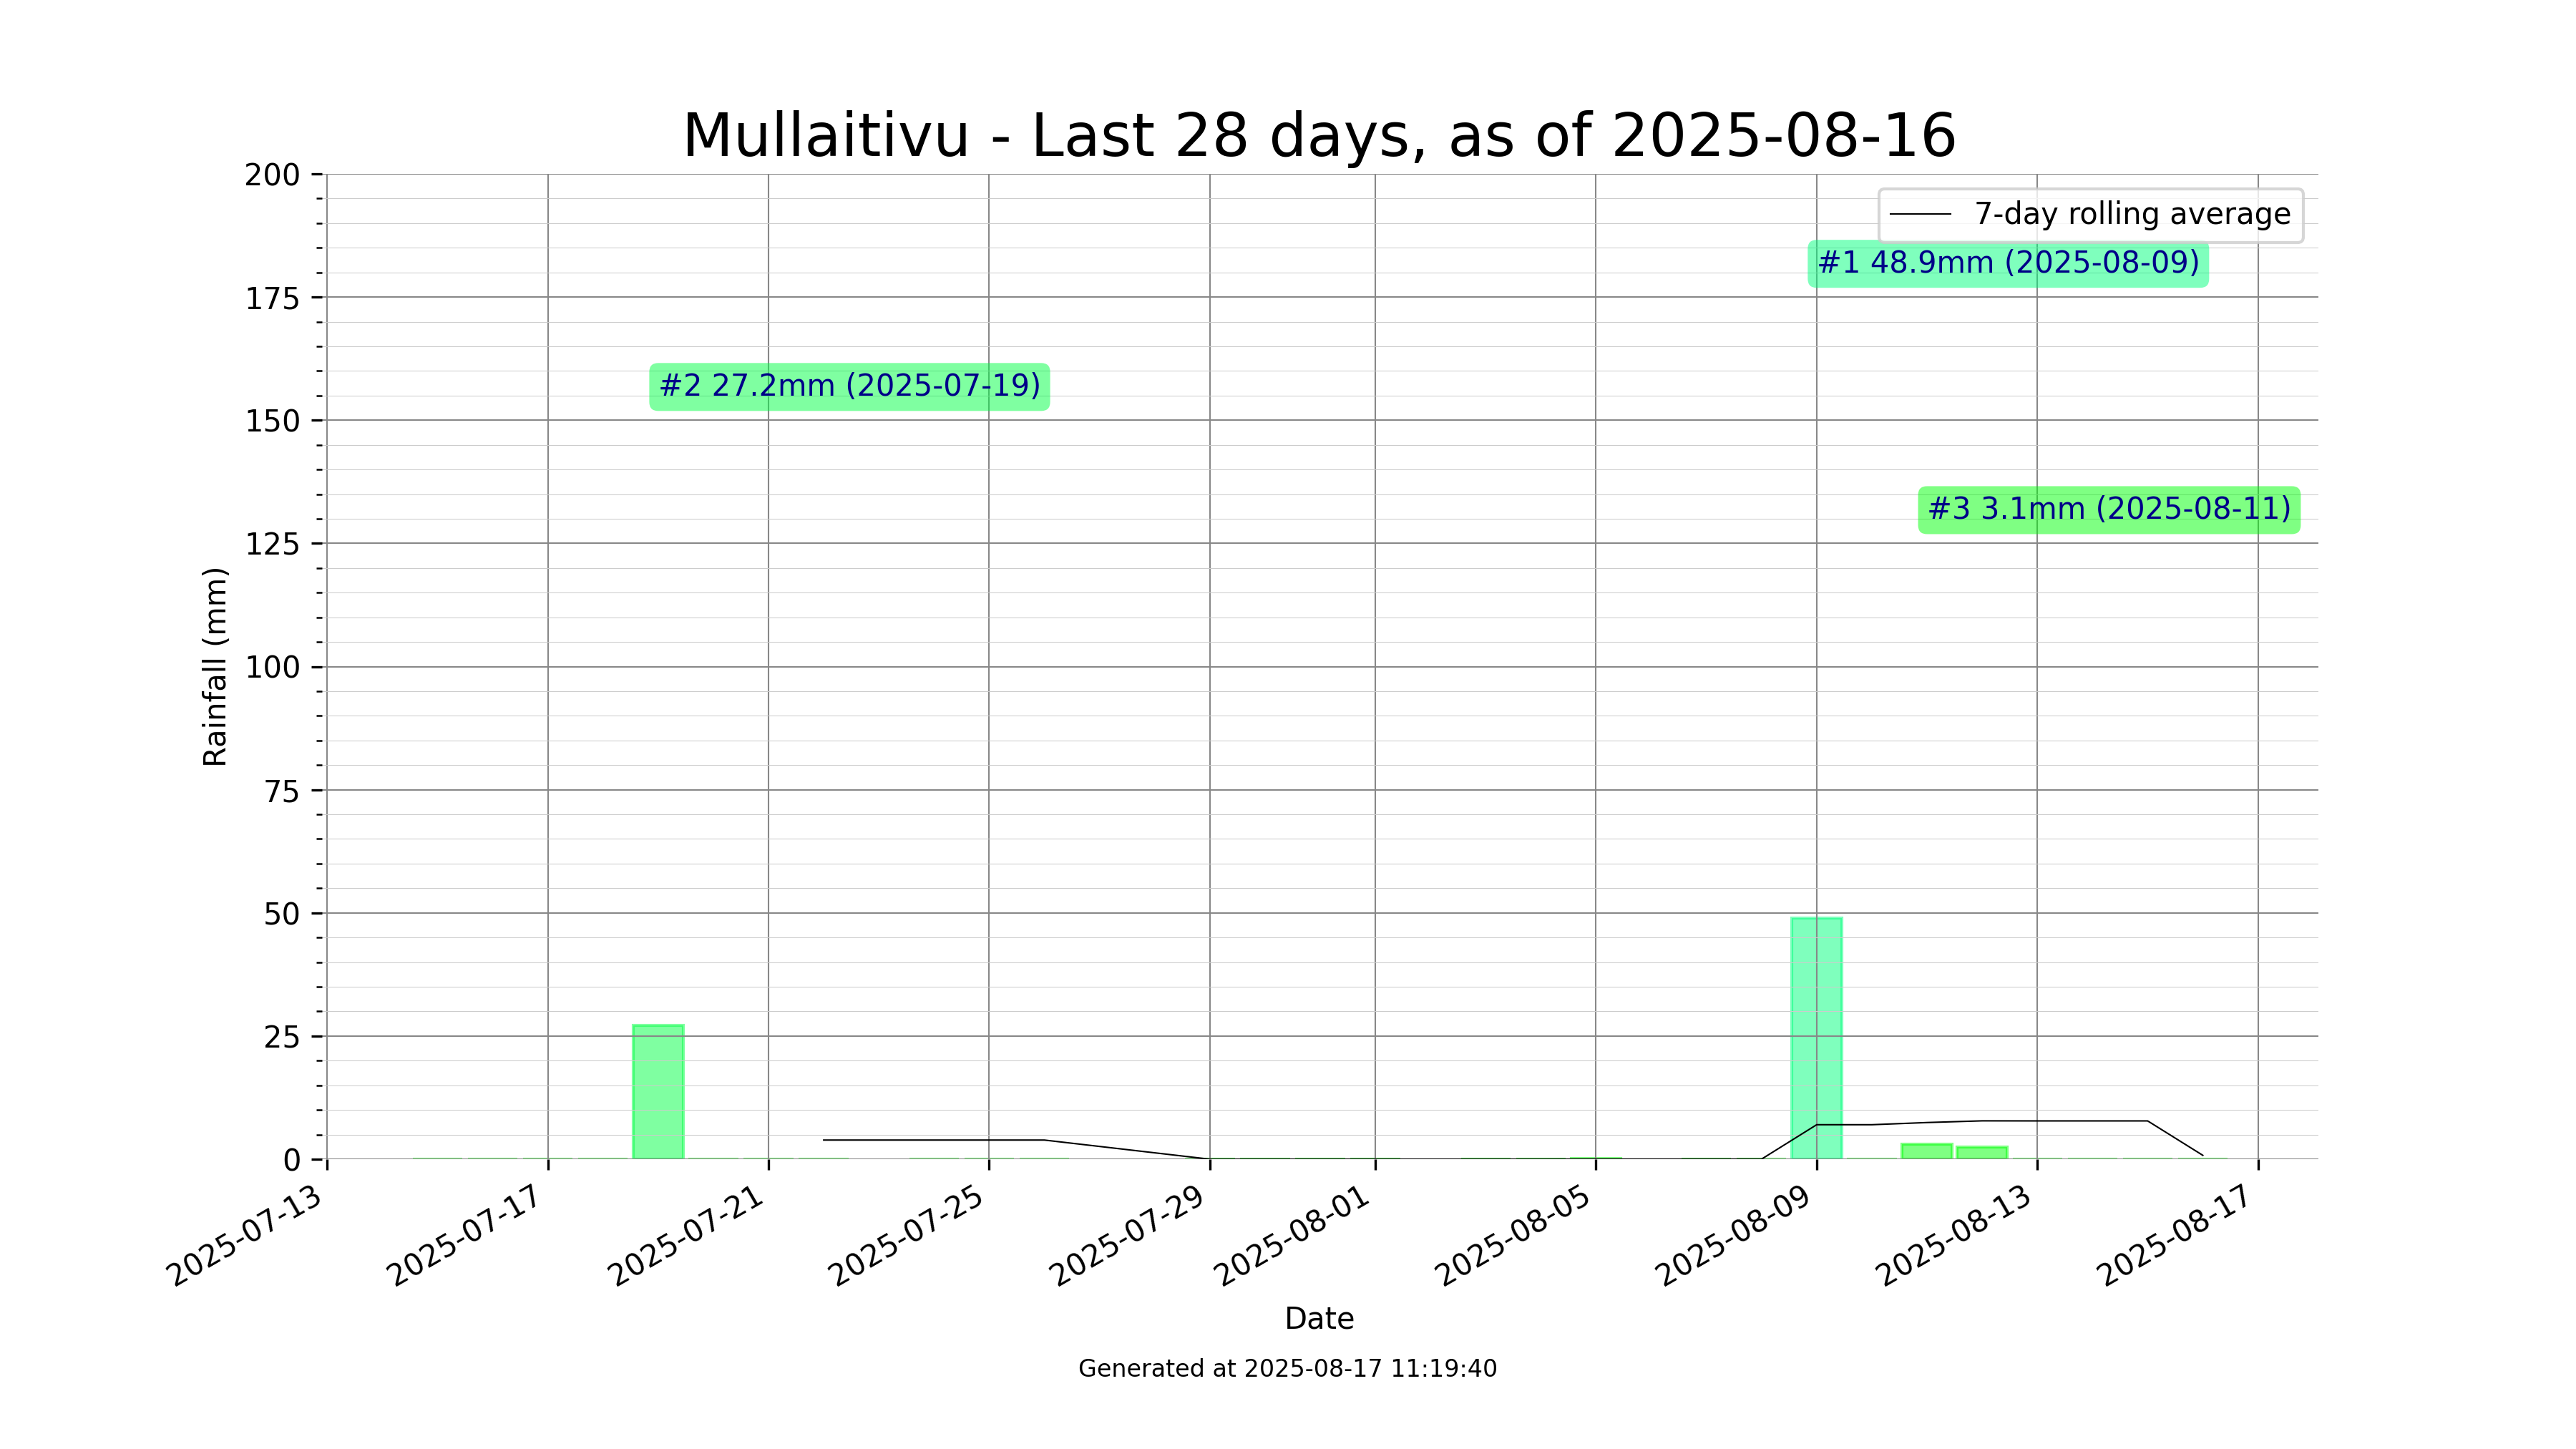 Mullaitivu - Last 28 days, as of 2025-08-16
200
175
150
125
100
75
50
25
0
Rainfall (mm)
7-day rolling average
#1 48.9mm (2025-08-09)
#2 27.2mm (2025-07-19)
#3 3.1mm (2025-08-11)
2025-07-13
2025-07-17
2025-07-21
2025-07-25
2025-07-29
2025-08-01
2025-08-05
2025-08-09
2025-08-13
2025-08-17
Date
Generated at 2025-08-17 11:19:40